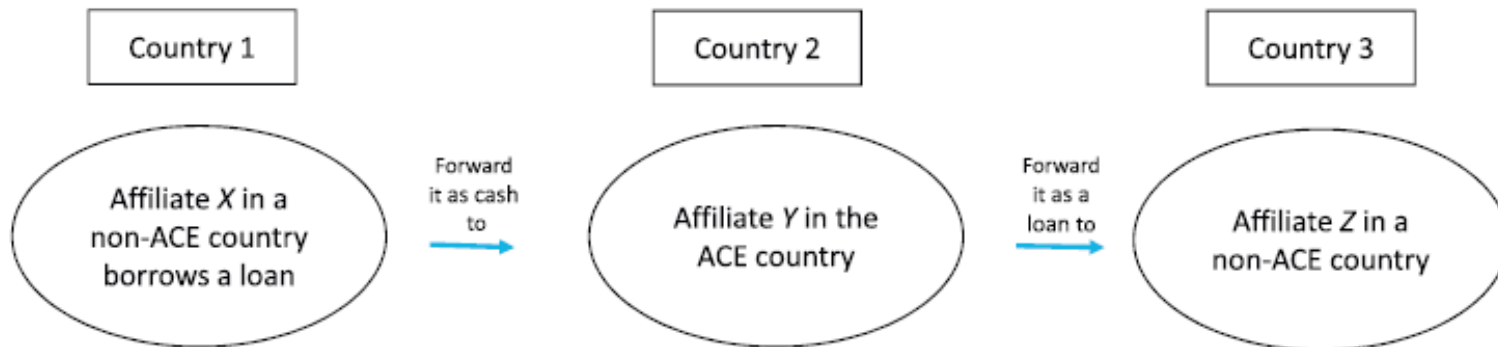 Country 1
Country 2
Country 3
Affiliate X in a
non-ACE country
borrows a loan
Forward
it as cash
to
Affiliate Y in the
ACE country
Forward
it as a
loan to
Affiliate Z in a
non-ACE country